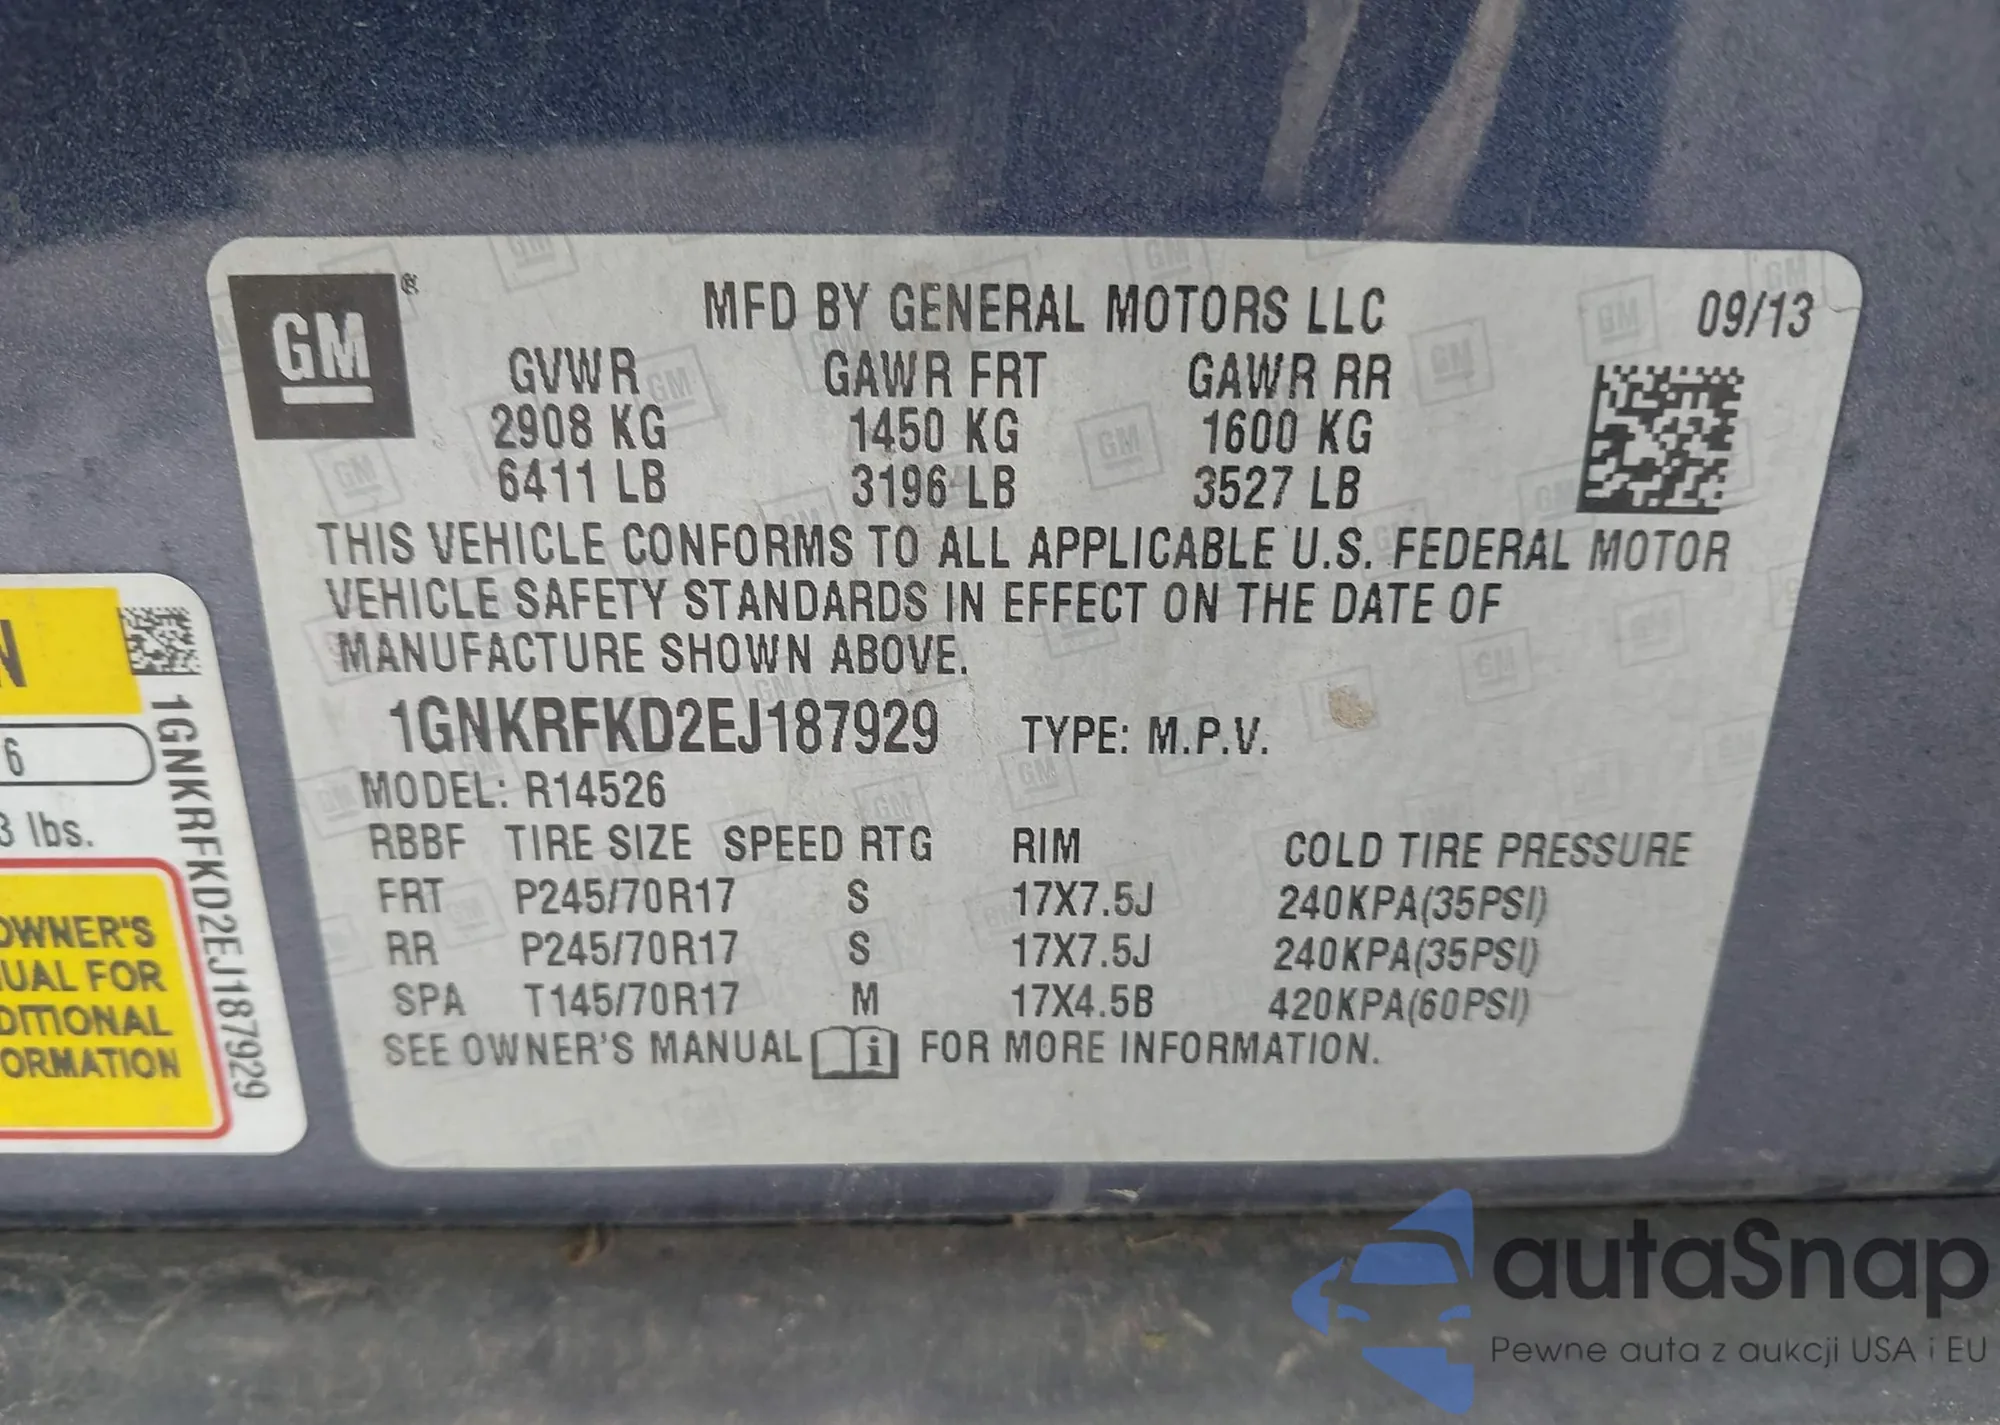 GM
®
MFD BY GENERAL MOTORS LLC
09/13
GVWR GAWR FRT GAWR RR
2908 KG 1450 KG 1600 KG
6411 LB 3196 LB 3527 LB
THIS VEHICLE CONFORMS TO ALL APPLICABLE U.S. FEDERAL MOTOR
VEHICLE SAFETY STANDARDS IN EFFECT ON THE DATE OF
MANUFACTURE SHOWN ABOVE.
1GNKRFKD2EJ187929 TYPE: M.P.V.
MODEL: R14526
RBBF TIRE SIZE SPEED RTG RIM COLD TIRE PRESSURE
FRT P245/70R17 S 17X7.5J 240KPA(35PSI)
RR P245/70R17 S 17X7.5J 240KPA(35PSI)
SPA T145/70R17 M 17X4.5B 420KPA(60PSI)
SEE OWNER'S MANUAL i FOR MORE INFORMATION.
N
6
3 lbs.
OWNER'S
UAL FOR
DITIONAL
ORMATION
1GNKRFKD2EJ187929
autaSnap
Pewne auta z aukcji USA i EU